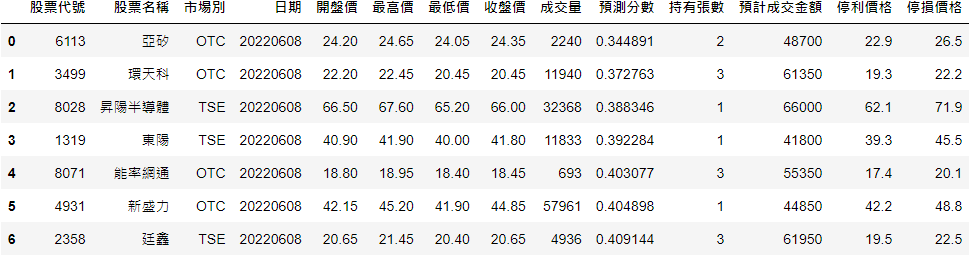 股票代號 股票名稱 市場別 日期 開盤價 最高價 最低價 收盤價 成交量 預測分數 持有張數 預計成交金額 停利價格 停損價格
0 6113 亞矽 OTC 20220608 24.20 24.65 24.05 24.35 2240 0.344891 2 48700 22.9 26.5
1 3499 環天科 OTC 20220608 22.20 22.45 20.45 20.45 11940 0.372763 3 61350 19.3 22.2
2 8028 昇陽半導體 TSE 20220608 66.50 67.60 65.20 66.00 32368 0.388346 1 66000 62.1 71.9
3 1319 東陽 TSE 20220608 40.90 41.90 40.00 41.80 11833 0.392284 1 41800 39.3 45.5
4 8071 能率網通 OTC 20220608 18.80 18.95 18.40 18.45 693 0.403077 3 55350 17.4 20.1
5 4931 新盛力 OTC 20220608 42.15 45.20 41.90 44.85 57961 0.404898 1 44850 42.2 48.8
6 2358 廷鑫 TSE 20220608 20.65 21.45 20.40 20.65 4936 0.409144 3 61950 19.5 22.5